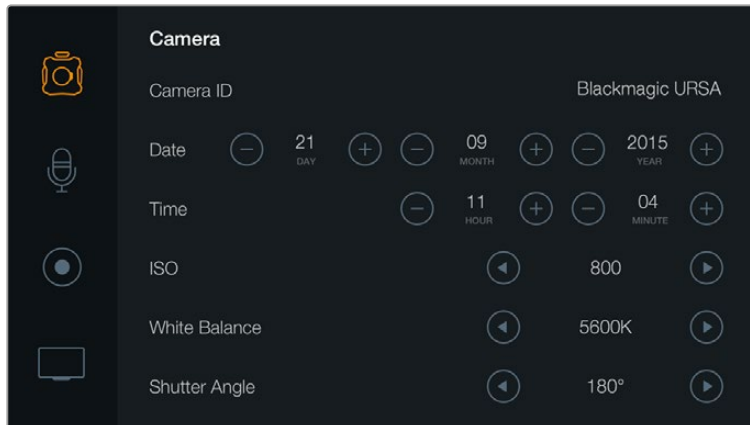 Camera
Camera ID Blackmagic URSA
Date 21 09 2015
DAY MONTH YEAR
Time 11 04
HOUR MINUTE
ISO 800
White Balance 5600K
Shutter Angle 180°